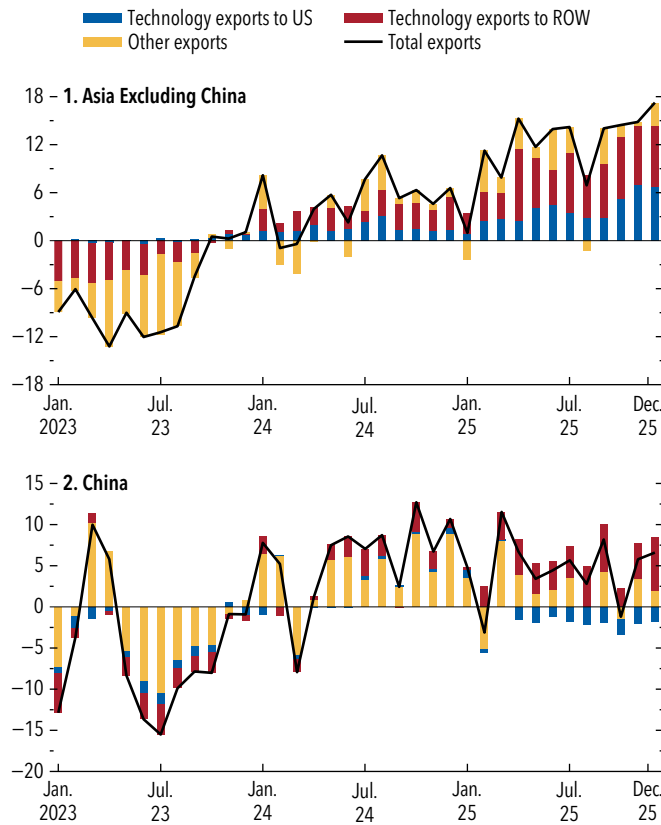 Technology exports to US
Technology exports to ROW
Other exports
Total exports
1. Asia Excluding China
18
12
6
0
−6
−12
−18
Jan.
2023
Jul.
23
Jan.
24
Jul.
24
Jan.
25
Jul.
25
Dec.
25
2. China
15
10
5
0
−5
−10
−15
−20
Jan.
2023
Jul.
23
Jan.
24
Jul.
24
Jan.
25
Jul.
25
Dec.
25